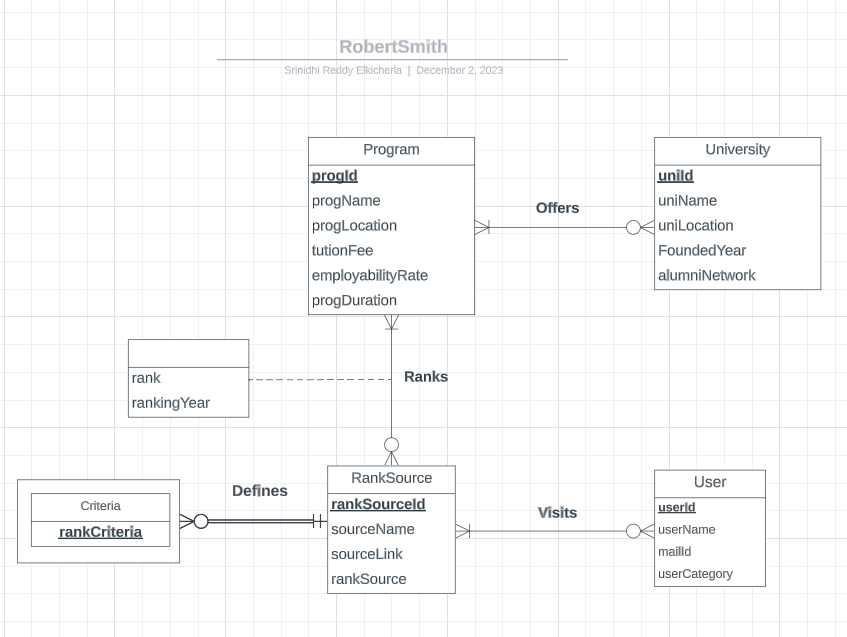 RobertSmith
Srinidhi Reddy Elkicherla | December 2, 2023
Program
progId
progName
progLocation
tutionFee
employabilityRate
progDuration
Offers
University
uniId
uniName
uniLocation
FoundedYear
alumniNetwork
rank
rankingYear
Ranks
Criteria
rankCriteria
Defines
RankSource
rankSourceId
sourceName
sourceLink
rankSource
Visits
User
userId
userName
mailId
userCategory